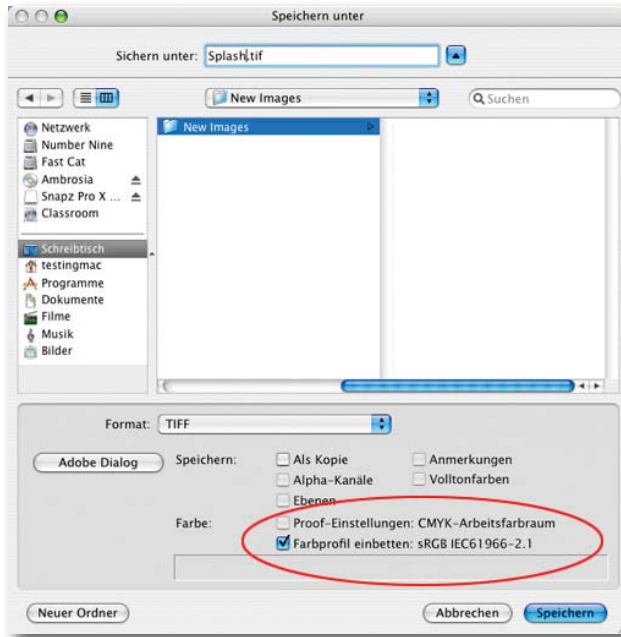 Speichern unter
Sichern unter: Splash.tif
New Images
Suchen
Netzwerk
Number Nine
Fast Cat
Ambrosia
Snapz Pro X ...
Classroom
Schreibtisch
testingmac
Programme
Dokumente
Filme
Musik
Bilder
New Images
Format: TIFF
Adobe Dialog
Speichern: Als Kopie Anmerkungen
Alpha-Kanäle Volltonfarben
Ebenen
Farbe: Proof-Einstellungen: CMYK-Arbeitsfarbraum
Farbprofil einbetten: sRGB IEC61966-2.1
Neuer Ordner Abbrechen Speichern